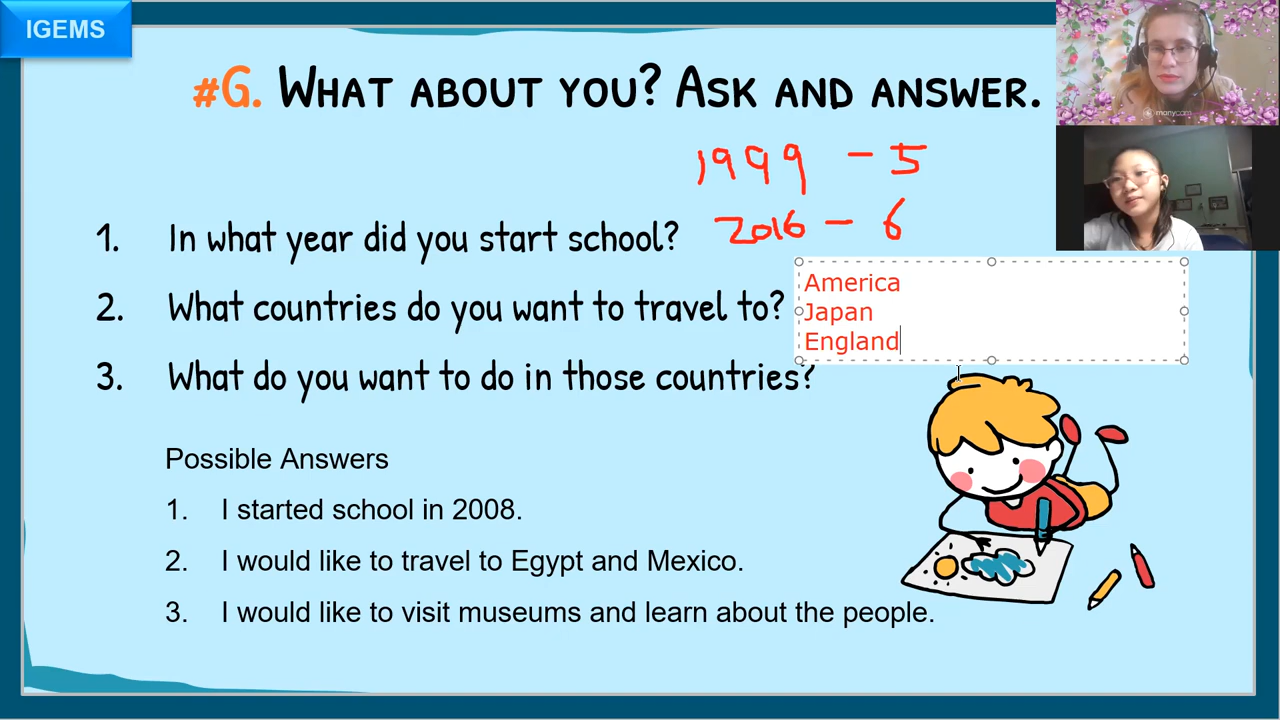 IGEMS
#G. WHAT ABOUT YOU? ASK AND ANSWER.
1999 - 5
1. In what year did you start school?
2016 - 6
2. What countries do you want to travel to?
America
Japan
England
3. What do you want to do in those countries?
Possible Answers
1. I started school in 2008.
2. I would like to travel to Egypt and Mexico.
3. I would like to visit museums and learn about the people.
manycam